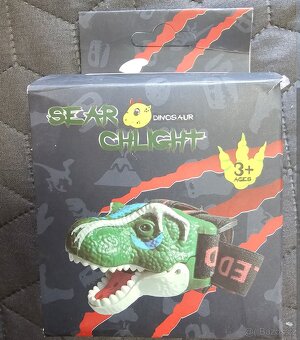 SEAR
DINOSAUR
CHLIGHT
3+
AGES